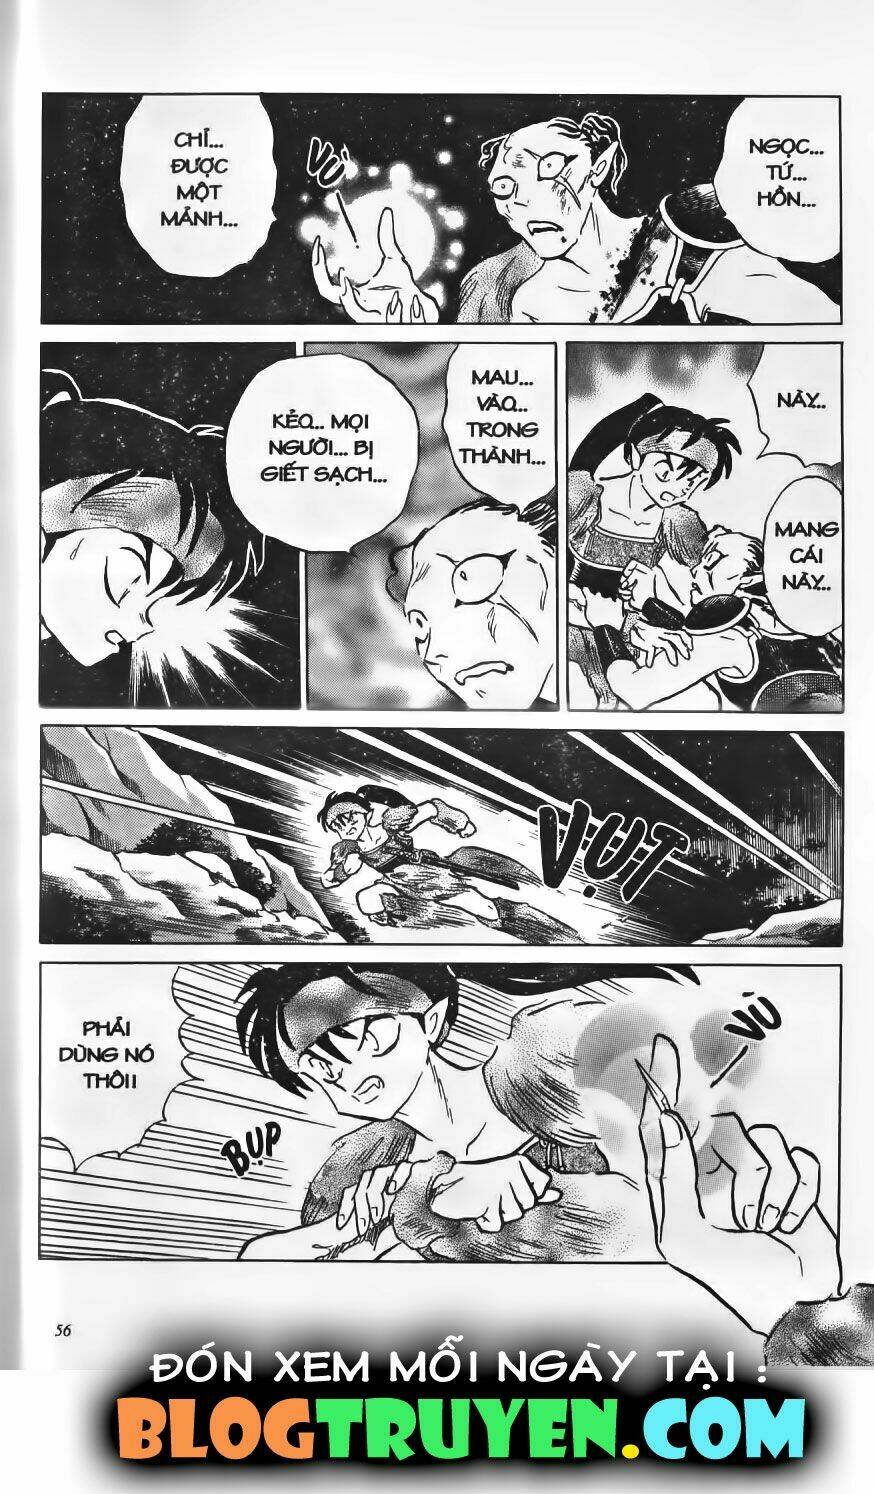 NGỌC...
TỨ...
HỒN...
VÙ
CHỈ...
ĐƯỢC
MỘT
MẢNH...
NÀY...
MANG
CÁI
NÀY...
MAU...
VÀO...
TRONG
THÀNH...
KẺO... MỌI
NGƯỜI... BỊ
GIẾT SẠCH...
VỤT
VÙ
PHẢI
DÙNG NÓ
THÔI!
BỤP
56
ĐÓN XEM MỖI NGÀY TẠI :
BLOGTRUYEN.COM